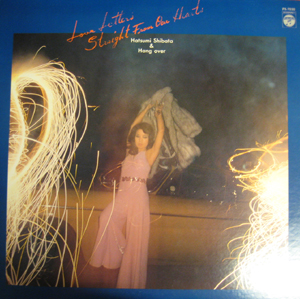 Love Letters
Straight From Our Hearts
Hatsumi Shibata
&
Hang over